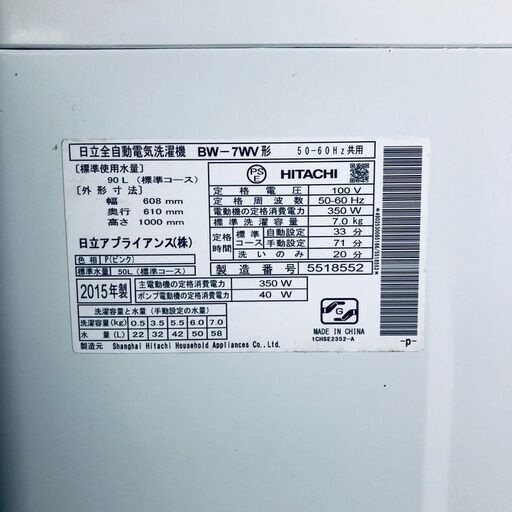 日立全自動電気洗濯機 BW-7WV形 50-60Hz共用
[標準使用水量]
90L (標準コース)
[外形寸法]
幅 608 mm
奥行 610 mm
高さ 1000 mm
日立アプライアンス(株)
色相 P(ピンク)
標準水量 50L (標準コース)
PSE HITACHI
定格電圧 100 V
定格周波数 50-60 Hz
電動機の定格消費電力 350 W
標準洗濯容量 7.0 kg
定格時間 標準コース 自動設定 33 分
手動設定 71 分
洗いのみ 20 分
製造番号 5518552
2015年製 主電動機の定格消費電力 350 W
ポンプ電動機の定格消費電力 40 W
洗濯容量と水量 (手動設定の水量)
洗濯容量(kg) 0.5 3.5 5.5 6.0 7.0
水量(L) 22 32 42 50 58
製造元 Shanghai Hitachi Household Appliances Co.,Ltd.
G
MADE IN CHINA
1CHSE2352-A
-p-